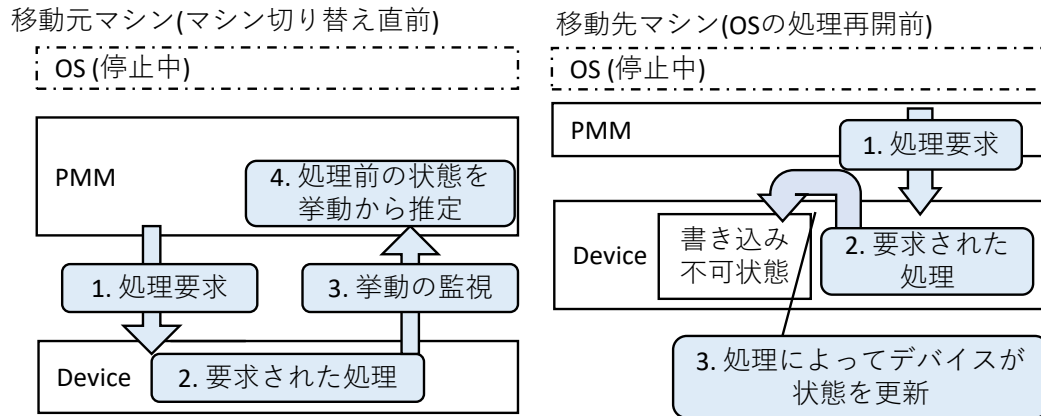 移動元マシン(マシン切り替え直前)
OS (停止中)
PMM
4. 処理前の状態を
挙動から推定
1. 処理要求
3. 挙動の監視
Device
2. 要求された処理
移動先マシン(OSの処理再開前)
OS (停止中)
PMM
1. 処理要求
Device
書き込み
不可状態
2. 要求された
処理
3. 処理によってデバイスが
状態を更新